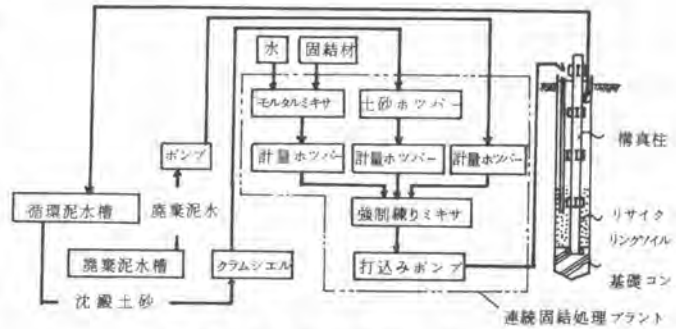 水
固結材
モルタルミキサ
土砂ホツパー
ポンプ
計量ホツパー
計量ホツパー
計量ホツパー
構真柱
循環泥水槽
廃棄泥水
強制練りミキサ
リサイク
リングソイル
廃棄泥水槽
クラムシエル
打込みポンプ
基礎コン
沈澱土砂
連続固結処理プラント